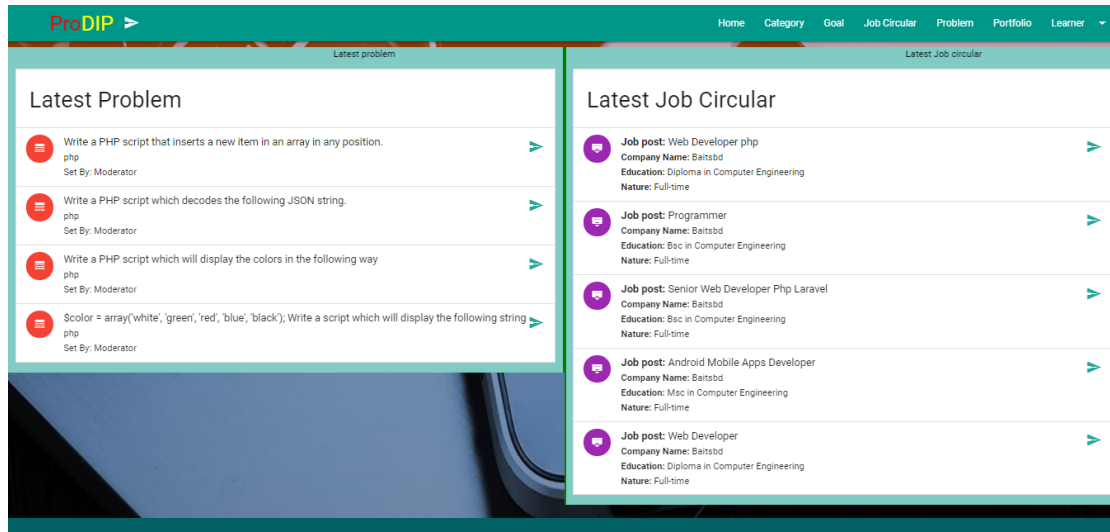 ProDIP
Home Category Goal Job Circular Problem Portfolio Learner
Latest problem
Latest Problem
Write a PHP script that inserts a new item in an array in any position.
php
Set By: Moderator
Write a PHP script which decodes the following JSON string.
php
Set By: Moderator
Write a PHP script which will display the colors in the following way
php
Set By: Moderator
$color = array('white', 'green', 'red', 'blue', 'black'); Write a script which will display the following string
php
Set By: Moderator
Latest Job circular
Latest Job Circular
Job post: Web Developer php
Company Name: Baitsbd
Education: Diploma in Computer Engineering
Nature: Full-time
Job post: Programmer
Company Name: Baitsbd
Education: Bsc in Computer Engineering
Nature: Full-time
Job post: Senior Web Developer Php Laravel
Company Name: Baitsbd
Education: Bsc in Computer Engineering
Nature: Full-time
Job post: Android Mobile Apps Developer
Company Name: Baitsbd
Education: Msc in Computer Engineering
Nature: Full-time
Job post: Web Developer
Company Name: Baitsbd
Education: Diploma in Computer Engineering
Nature: Full-time